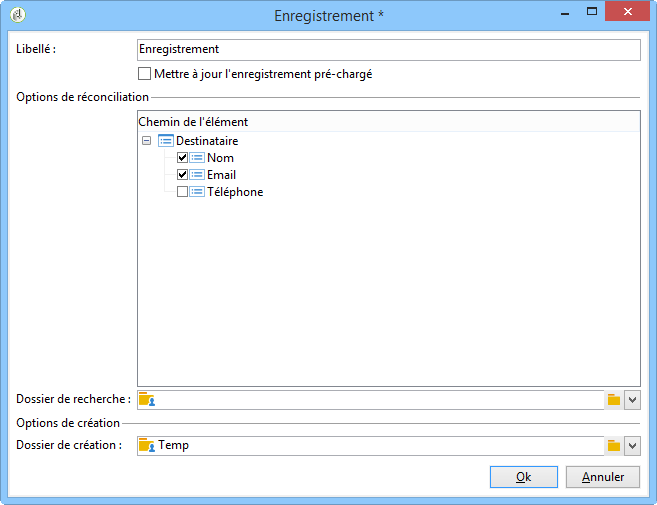 Enregistrement *
Libellé : Enregistrement
Mettre à jour l'enregistrement pré-chargé
Options de réconciliation
Chemin de l'élément
Destinataire
Nom
Email
Téléphone
Dossier de recherche :
Options de création
Dossier de création : Temp
Ok Annuler